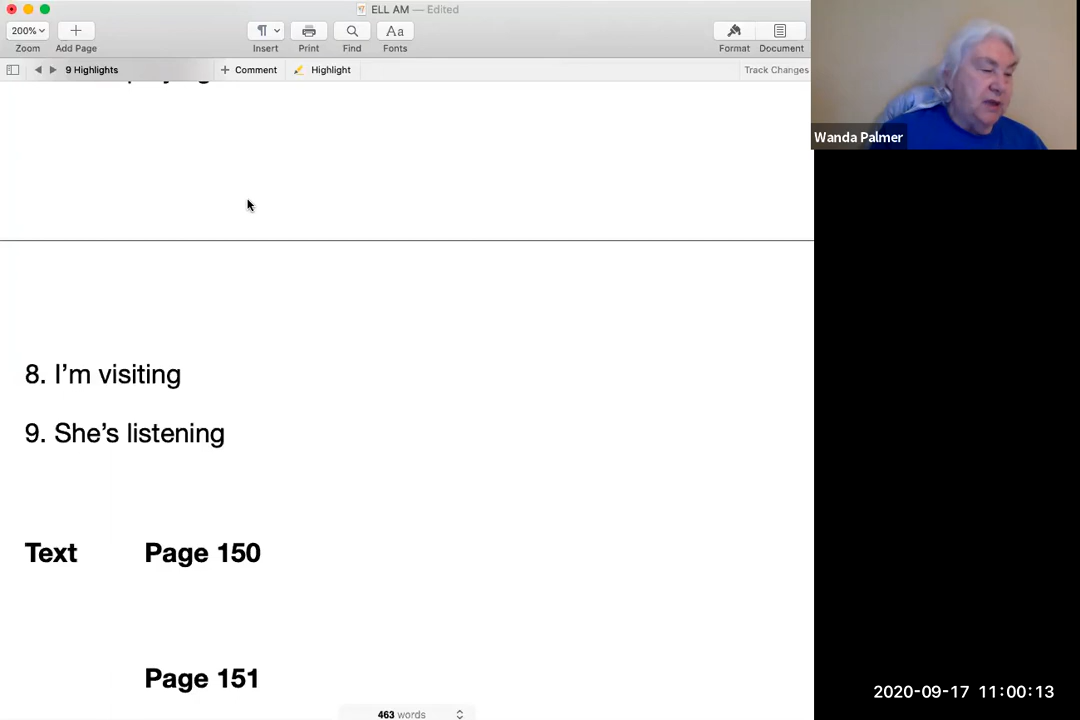 ELL AM — Edited
200%
Zoom
Add Page
Insert
Print
Find
Aa
Fonts
Format
Document
9 Highlights
+ Comment
Highlight
Track Changes
Wanda Palmer
8. I'm visiting
9. She's listening
Text Page 150
Page 151
463 words
2020-09-17 11:00:13